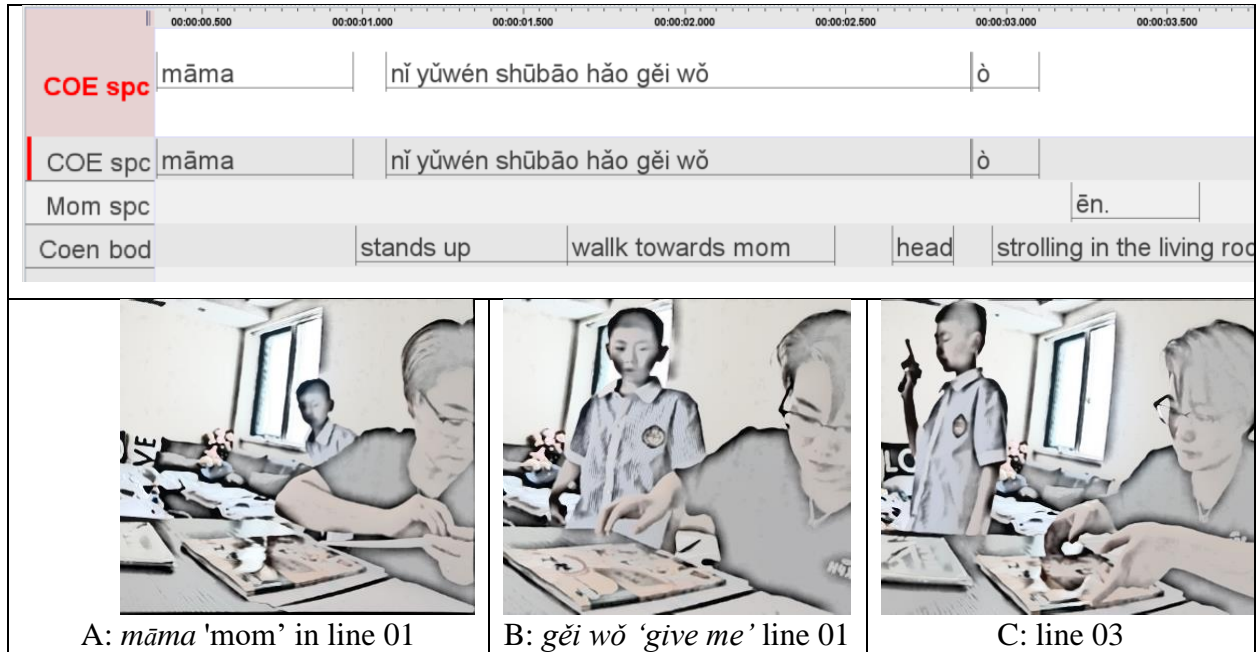 00:00:00.500 00:00:01.000 00:00:01.500 00:00:02.000 00:00:02.500 00:00:03.000 00:00:03.500
COE spc māma nǐ yǔwén shūbāo hǎo gěi wǒ ò
COE spc māma nǐ yǔwén shūbāo hǎo gěi wǒ ò
Mom spc ēn.
Coen bod stands up wallk towards mom head strolling in the living roo
VE
LO
A: māma 'mom’ in line 01
B: gěi wǒ ‘give me’ line 01
C: line 03